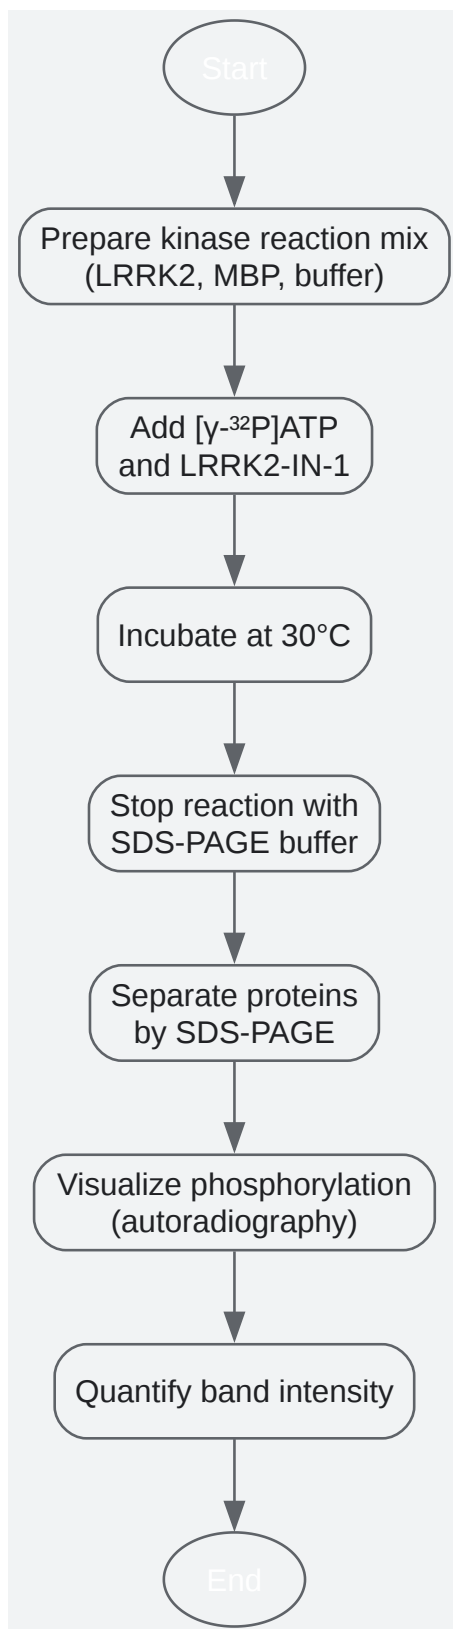 Start
Prepare kinase reaction mix
(LRRK2, MBP, buffer)
Add [γ-³²P]ATP
and LRRK2-IN-1
Incubate at 30°C
Stop reaction with
SDS-PAGE buffer
Separate proteins
by SDS-PAGE
Visualize phosphorylation
(autoradiography)
Quantify band intensity
End